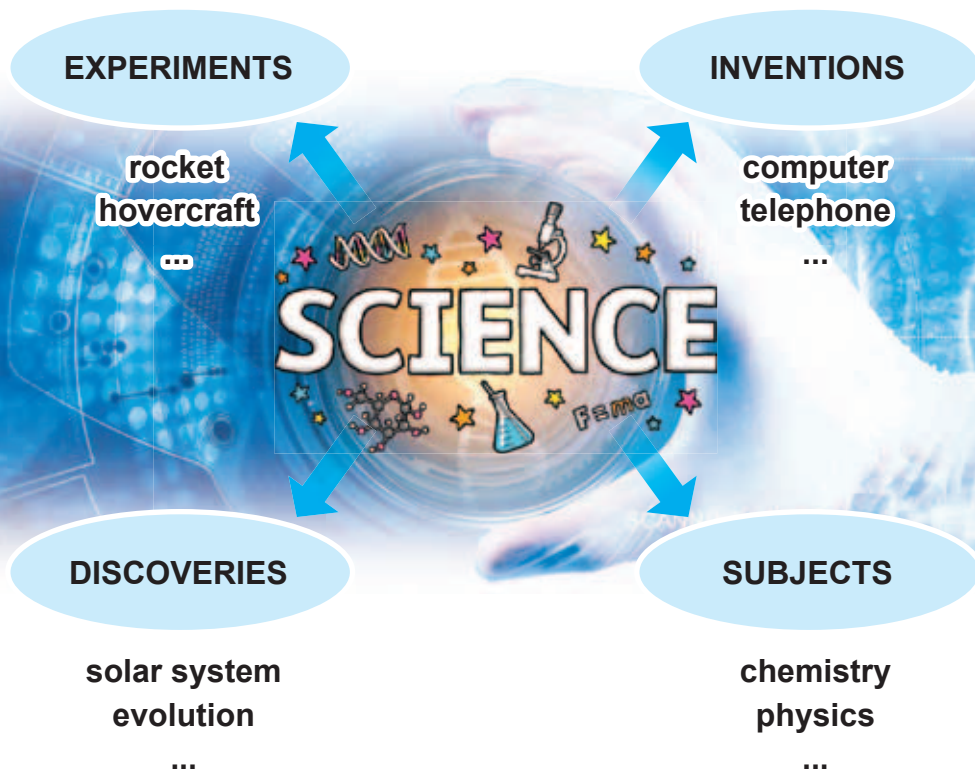 EXPERIMENTS
rocket
hovercraft
...
INVENTIONS
computer
telephone
...
SCIENCE
F=ma
DISCOVERIES
solar system
evolution
...
SUBJECTS
chemistry
physics
...